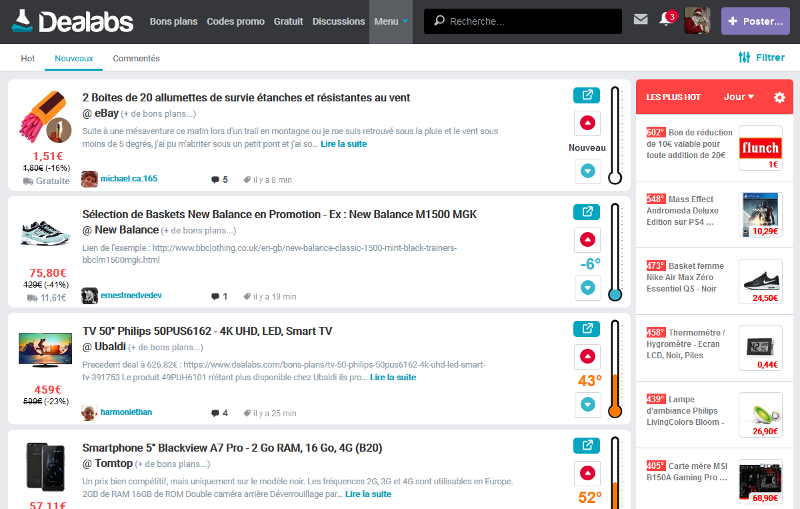 Dealabs
Bons plans Codes promo Gratuit Discussions Menu
Recherche...
3
+ Poster...
Hot Nouveaux Commentés
Filtrer
2 Boites de 20 allumettes de survie étanches et résistantes au vent
@ eBay (+ de bons plans...)
Suite à une mésaventure ce matin lors d'un trail en montagne ou je me suis retrouvé sous la pluie et le vent sous
moins de 5 degrés, j'ai pu m'abriter sous un petit pont et j'ai so... Lire la suite
1,51€
1,80€ (-16%)
Gratuite
michael.ca.165
5
il y a 8 min
Nouveau
Sélection de Baskets New Balance en Promotion - Ex : New Balance M1500 MGK
@ New Balance (+ de bons plans...)
Lien de l'exemple : http://www.bbclothing.co.uk/en-gb/new-balance-classic-1500-mint-black-trainers-
bbclm1500mgk.html
75,80€
129€ (-41%)
11,61€
ernestmedvedev
1
il y a 19 min
-6°
TV 50" Philips 50PUS6162 - 4K UHD, LED, Smart TV
@ Ubaldi (+ de bons plans...)
Precedent deal à 626.82€ : https://www.dealabs.com/bons-plans/tv-50-philips-50pus6162-4k-uhd-led-smart-
tv-391753 Le produit 49PUH6101 n'étant plus disponible chez Ubaldi ils pro... Lire la suite
459€
599€ (-23%)
harmoniethan
4
il y a 25 min
43°
Smartphone 5" Blackview A7 Pro - 2 Go RAM, 16 Go, 4G (B20)
@ Tomtop (+ de bons plans...)
Un prix bien compétitif, mais uniquement sur le modèle noir. Les fréquences 2G, 3G et 4G sont utilisables en Europe.
2GB de RAM 16GB de ROM Double caméra arrière Déverrouillage par... Lire la suite
57,11€
52°
LES PLUS HOT Jour
602° Bon de réduction
de 10€ valable pour
toute addition de 20€
flunch
1€
548° Mass Effect
Andromeda Deluxe
Edition sur PS4 ...
10,29€
473° Basket femme
Nike Air Max Zéro
Essentiel QS - Noir
24,50€
458° Thermomètre /
Hygromètre - Ecran
LCD, Noir, Piles
0,44€
439° Lampe
d'ambiance Philips
LivingColors Bloom -
26,90€
405° Carte mère MSI
B150A Gaming Pro ...
68,90€